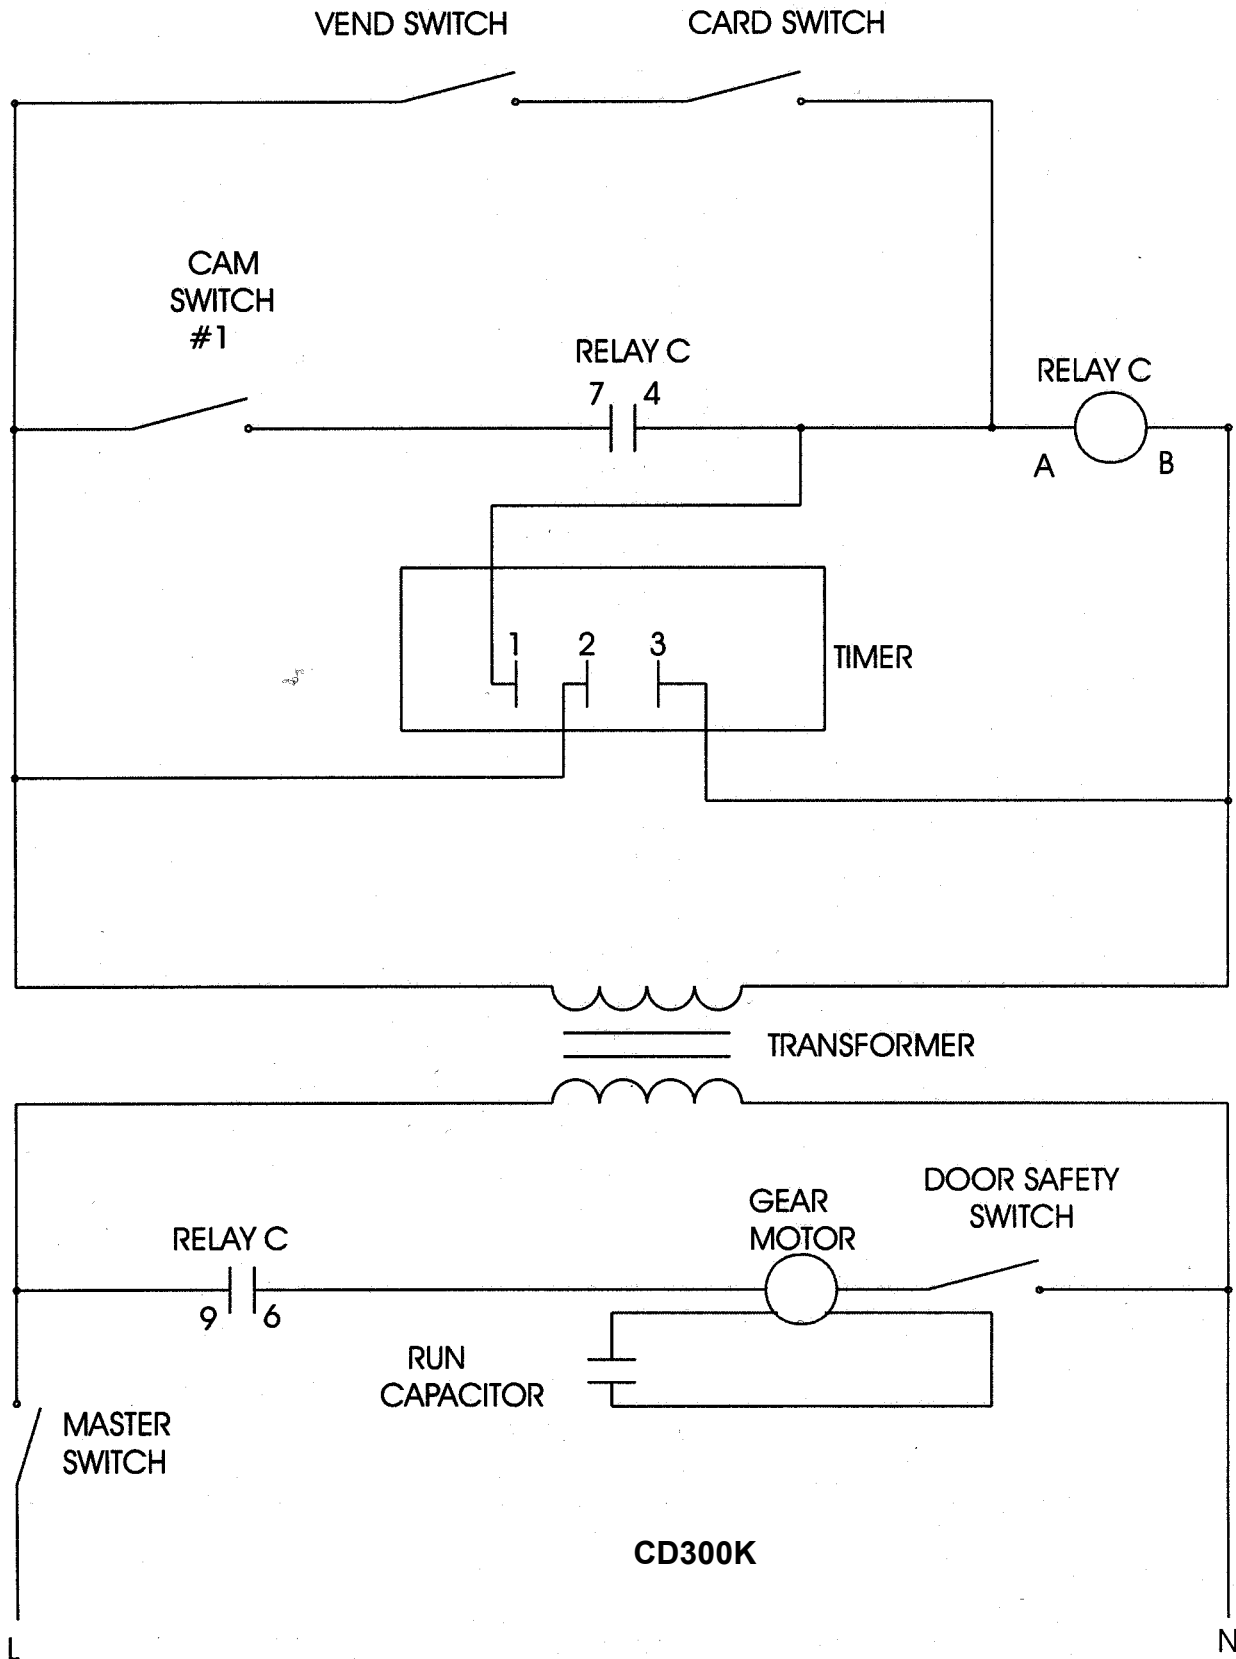 VEND SWITCH
CARD SWITCH
CAM
SWITCH
#1
RELAY C
7 4
RELAY C
A B
1 2 3
TIMER
TRANSFORMER
DOOR SAFETY
SWITCH
GEAR
MOTOR
RELAY C
9 6
RUN
CAPACITOR
MASTER
SWITCH
CD300K
L N